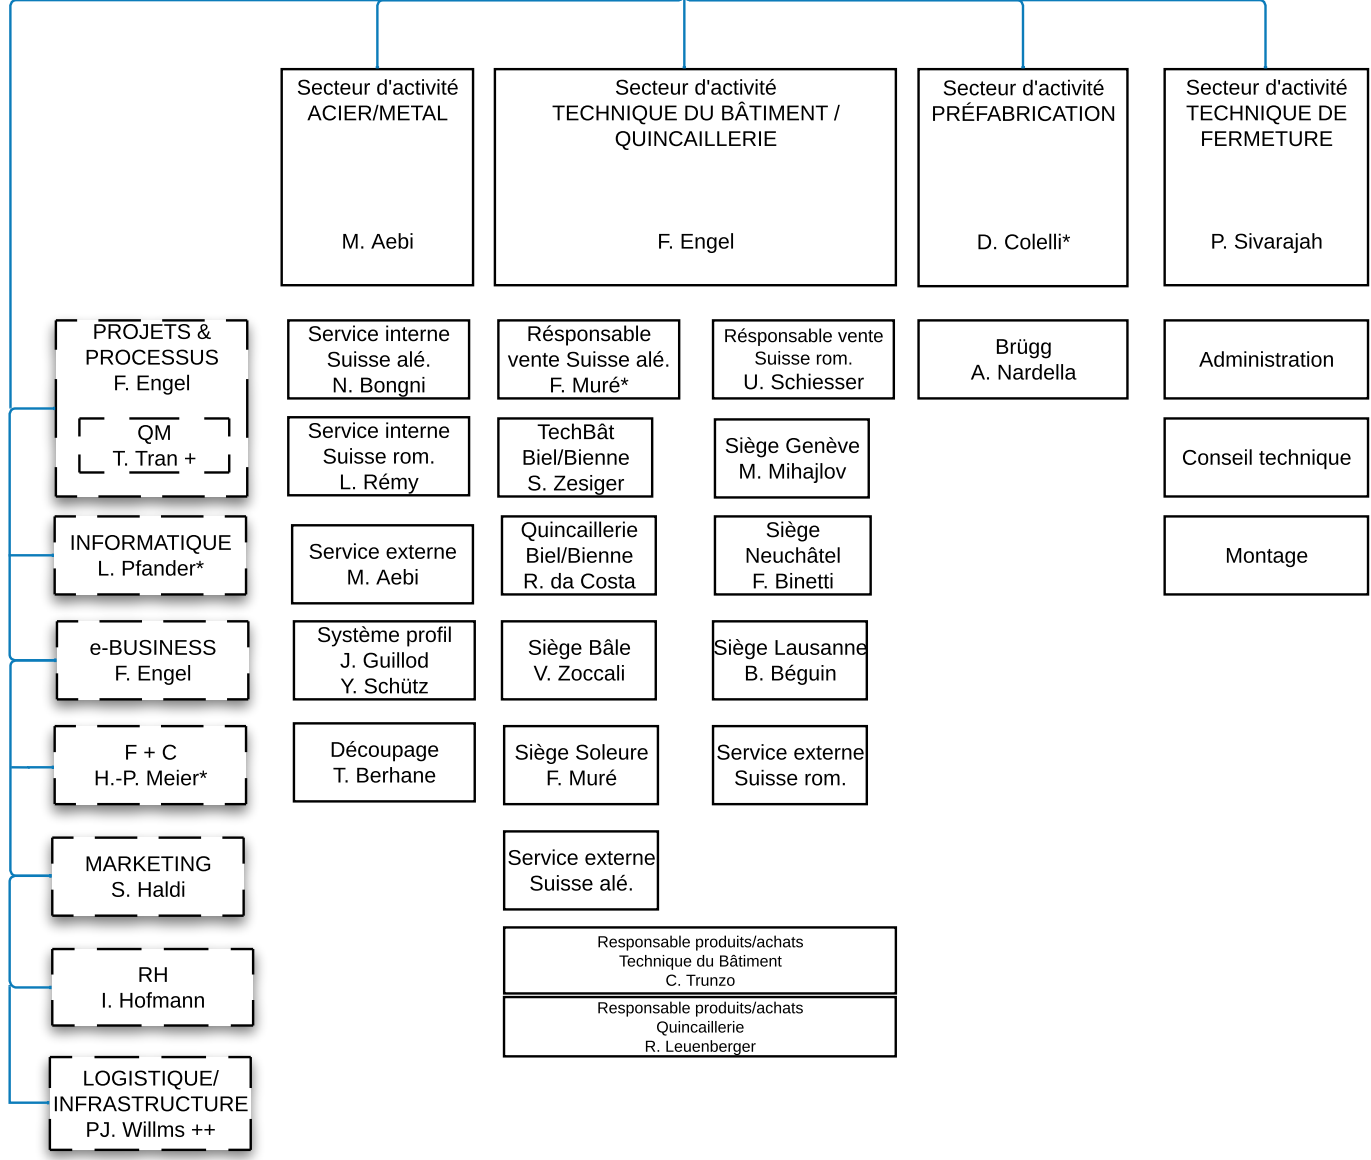 Secteur d'activité
ACIER/METAL
M. Aebi
Secteur d'activité
TECHNIQUE DU BÂTIMENT /
QUINCAILLERIE
F. Engel
Secteur d'activité
PRÉFABRICATION
D. Colelli*
Secteur d'activité
TECHNIQUE DE
FERMETURE
P. Sivarajah
PROJETS &
PROCESSUS
F. Engel
QM
T. Tran +
INFORMATIQUE
L. Pfander*
e-BUSINESS
F. Engel
F + C
H.-P. Meier*
MARKETING
S. Haldi
RH
I. Hofmann
LOGISTIQUE/
INFRASTRUCTURE
PJ. Willms ++
Service interne
Suisse alé.
N. Bongni
Service interne
Suisse rom.
L. Rémy
Service externe
M. Aebi
Système profil
J. Guillod
Y. Schütz
Découpage
T. Berhane
Résponsable
vente Suisse alé.
F. Muré*
TechBât
Biel/Bienne
S. Zesiger
Quincaillerie
Biel/Bienne
R. da Costa
Siège Bâle
V. Zoccali
Siège Soleure
F. Muré
Service externe
Suisse alé.
Résponsable vente
Suisse rom.
U. Schiesser
Siège Genève
M. Mihajlov
Siège
Neuchâtel
F. Binetti
Siège Lausanne
B. Béguin
Service externe
Suisse rom.
Responsable produits/achats
Technique du Bâtiment
C. Trunzo
Responsable produits/achats
Quincaillerie
R. Leuenberger
Brügg
A. Nardella
Administration
Conseil technique
Montage